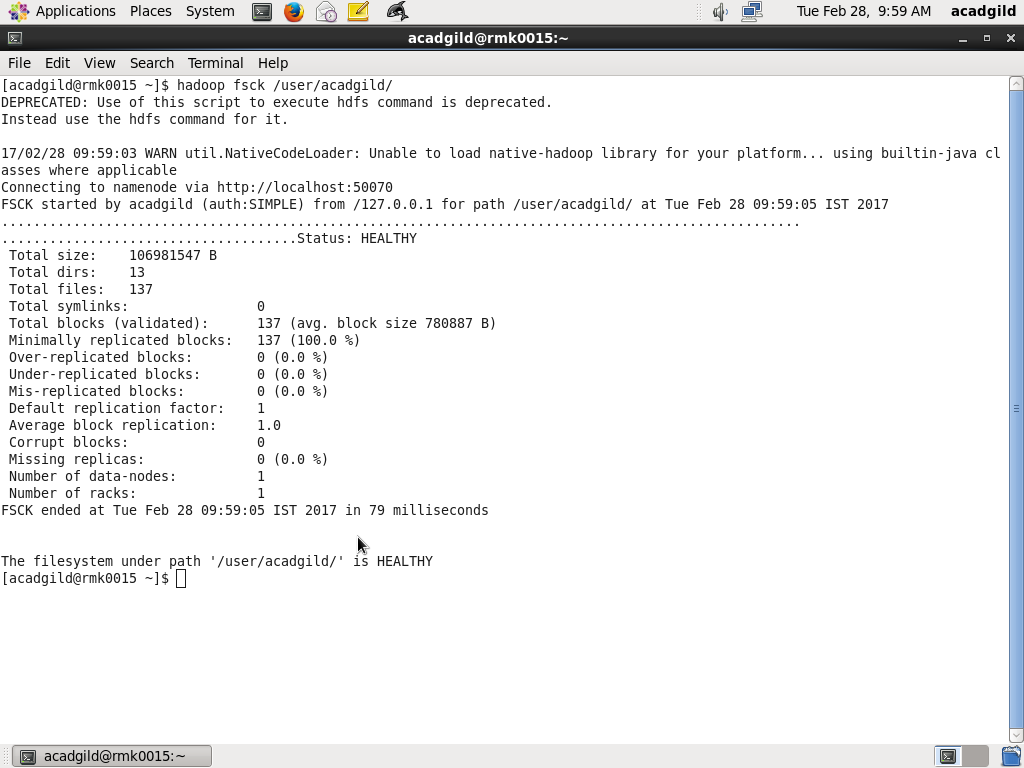 Applications Places System Tue Feb 28, 9:59 AM acadgild
acadgild@rmk0015:~
File Edit View Search Terminal Help
[acadgild@rmk0015 ~]$ hadoop fsck /user/acadgild/
DEPRECATED: Use of this script to execute hdfs command is deprecated.
Instead use the hdfs command for it.
17/02/28 09:59:03 WARN util.NativeCodeLoader: Unable to load native-hadoop library for your platform... using builtin-java cl
asses where applicable
Connecting to namenode via http://localhost:50070
FSCK started by acadgild (auth:SIMPLE) from /127.0.0.1 for path /user/acadgild/ at Tue Feb 28 09:59:05 IST 2017
....................................................................................................
.....................................Status: HEALTHY
Total size: 106981547 B
Total dirs: 13
Total files: 137
Total symlinks: 0
Total blocks (validated): 137 (avg. block size 780887 B)
Minimally replicated blocks: 137 (100.0 %)
Over-replicated blocks: 0 (0.0 %)
Under-replicated blocks: 0 (0.0 %)
Mis-replicated blocks: 0 (0.0 %)
Default replication factor: 1
Average block replication: 1.0
Corrupt blocks: 0
Missing replicas: 0 (0.0 %)
Number of data-nodes: 1
Number of racks: 1
FSCK ended at Tue Feb 28 09:59:05 IST 2017 in 79 milliseconds
The filesystem under path '/user/acadgild/' is HEALTHY
[acadgild@rmk0015 ~]$
acadgild@rmk0015:~